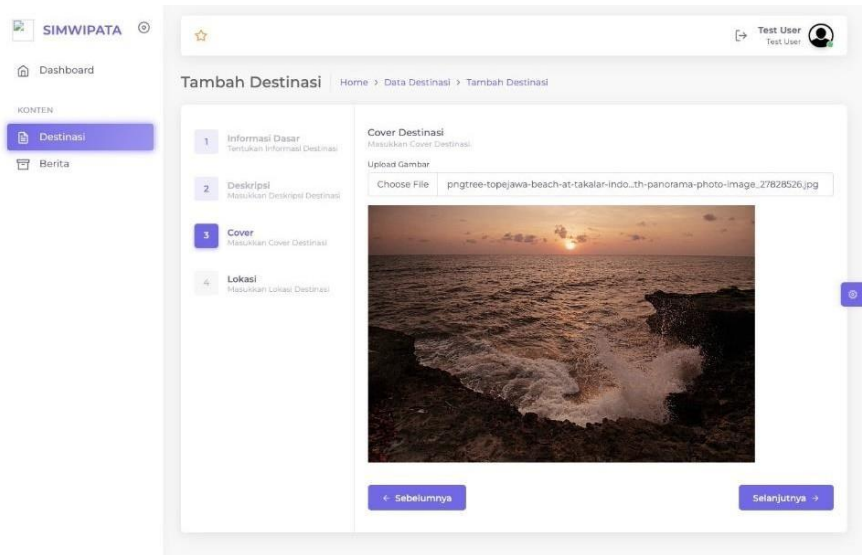 SIMWIPATA
Dashboard
KONTEN
Destinasi
Berita
Test User
Test User
Tambah Destinasi
Home > Data Destinasi > Tambah Destinasi
1
Informasi Dasar
Tentukan Informasi Destinasi
2
Deskripsi
Masukkan Deskripsi Destinasi
3
Cover
Masukkan Cover Destinasi
4
Lokasi
Masukkan Lokasi Destinasi
Cover Destinasi
Masukkan Cover Destinasi
Upload Gambar
Choose File pngtree-topejawa-beach-at-takalar-indo...th-panorama-photo-image_27828526.jpg
← Sebelumnya
Selanjutnya →